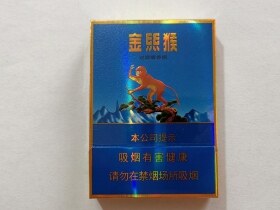 金熊猴
本公司提示
吸烟有害健康
请勿在禁烟场所吸烟